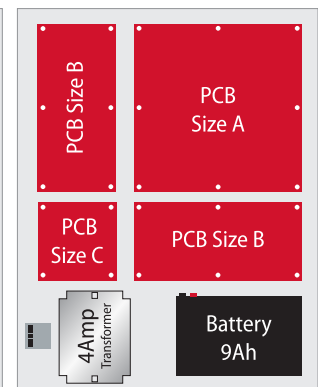 PCB Size B
PCB
Size A
PCB
Size C
PCB Size B
4Amp
Transformer
Battery
9Ah